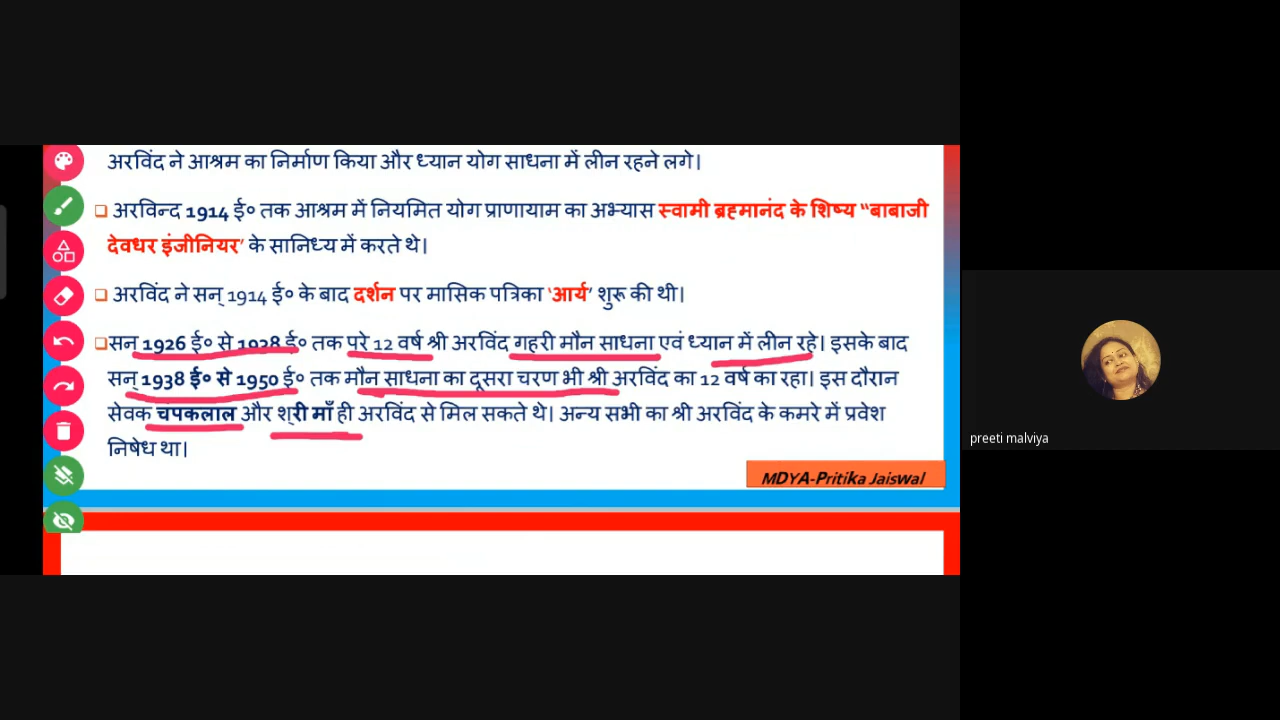 अरविंद ने आश्रम का निर्माण किया और ध्यान योग साधना में लीन रहने लगे।
❑ अरविन्द 1914 ई० तक आश्रम में नियमित योग प्राणायाम का अभ्यास स्वामी ब्रह्मानंद के शिष्य “बाबाजी
देवधर इंजीनियर’ के सानिध्य में करते थे।
❑ अरविंद ने सन् 1914 ई० के बाद दर्शन पर मासिक पत्रिका ‘आर्य’ शुरू की थी।
❑सन् 1926 ई० से 1938 ई० तक पूरे 12 वर्ष श्री अरविंद गहरी मौन साधना एवं ध्यान में लीन रहे। इसके बाद
सन् 1938 ई० से 1950 ई० तक मौन साधना का दूसरा चरण भी श्री अरविंद का 12 वर्ष का रहा। इस दौरान
सेवक चंपकलाल और श्री माँ ही अरविंद से मिल सकते थे। अन्य सभी का श्री अरविंद के कमरे में प्रवेश
निषेध था।
MDYA-Pritika Jaiswal
preeti malviya